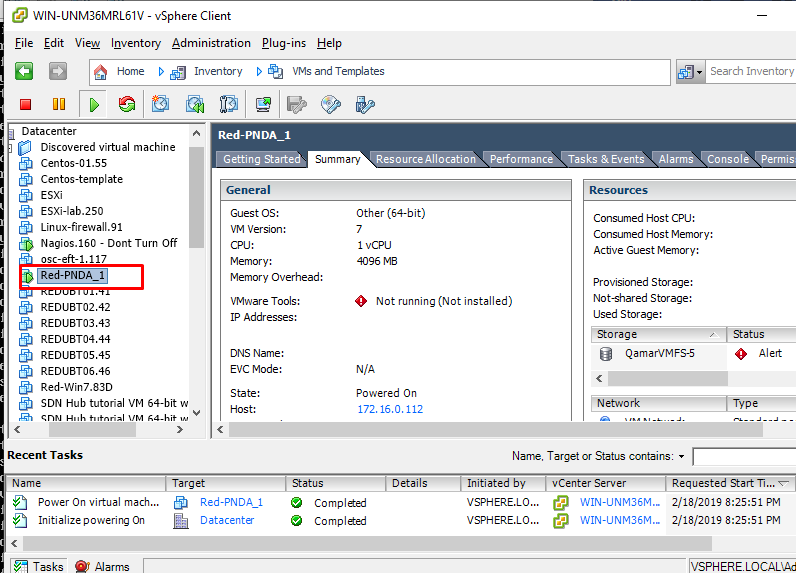 WIN-UNM36MRL61V - vSphere Client
File Edit View Inventory Administration Plug-ins Help
Home Inventory VMs and Templates Search Inventory
Datacenter
Discovered virtual machine
Centos-01.55
Centos-template
ESXi
ESXi-lab.250
Linux-firewall.91
Nagios.160 - Dont Turn Off
osc-eft-1.117
Red-PNDA_1
REDUBT01.41
REDUBT02.42
REDUBT03.43
REDUBT04.44
REDUBT05.45
REDUBT06.46
Red-Win7.83D
SDN Hub tutorial VM 64-bit w
SDN Hub tutorial VM 64-bit w
Red-PNDA_1
Getting Started Summary Resource Allocation Performance Tasks & Events Alarms Console Permis
General
Guest OS: Other (64-bit)
VM Version: 7
CPU: 1 vCPU
Memory: 4096 MB
Memory Overhead:
VMware Tools: Not running (Not installed)
IP Addresses:
DNS Name:
EVC Mode: N/A
State: Powered On
Host: 172.16.0.112
Resources
Consumed Host CPU:
Consumed Host Memory:
Active Guest Memory:
Provisioned Storage:
Not-shared Storage:
Used Storage:
Storage Status
QamarVMFS-5 Alert
Network Type
VM Network Standard po
Recent Tasks
Name, Target or Status contains:
Name Target Status Details Initiated by vCenter Server Requested Start Ti...
Power On virtual mach... Red-PNDA_1 Completed VSPHERE.LO... WIN-UNM36M... 2/18/2019 8:25:51 PM
Initialize powering On Datacenter Completed VSPHERE.LO... WIN-UNM36M... 2/18/2019 8:25:51 PM
Tasks Alarms VSPHERE.LOCAL\Ad